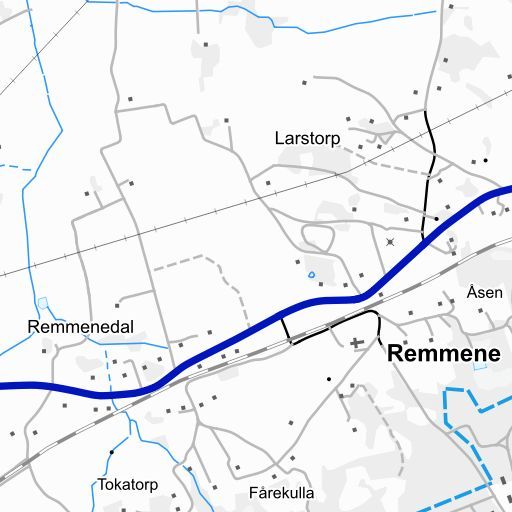 Larstorp
Åsen
Remmenedal
Remmene
Tokatorp
Fårekulla